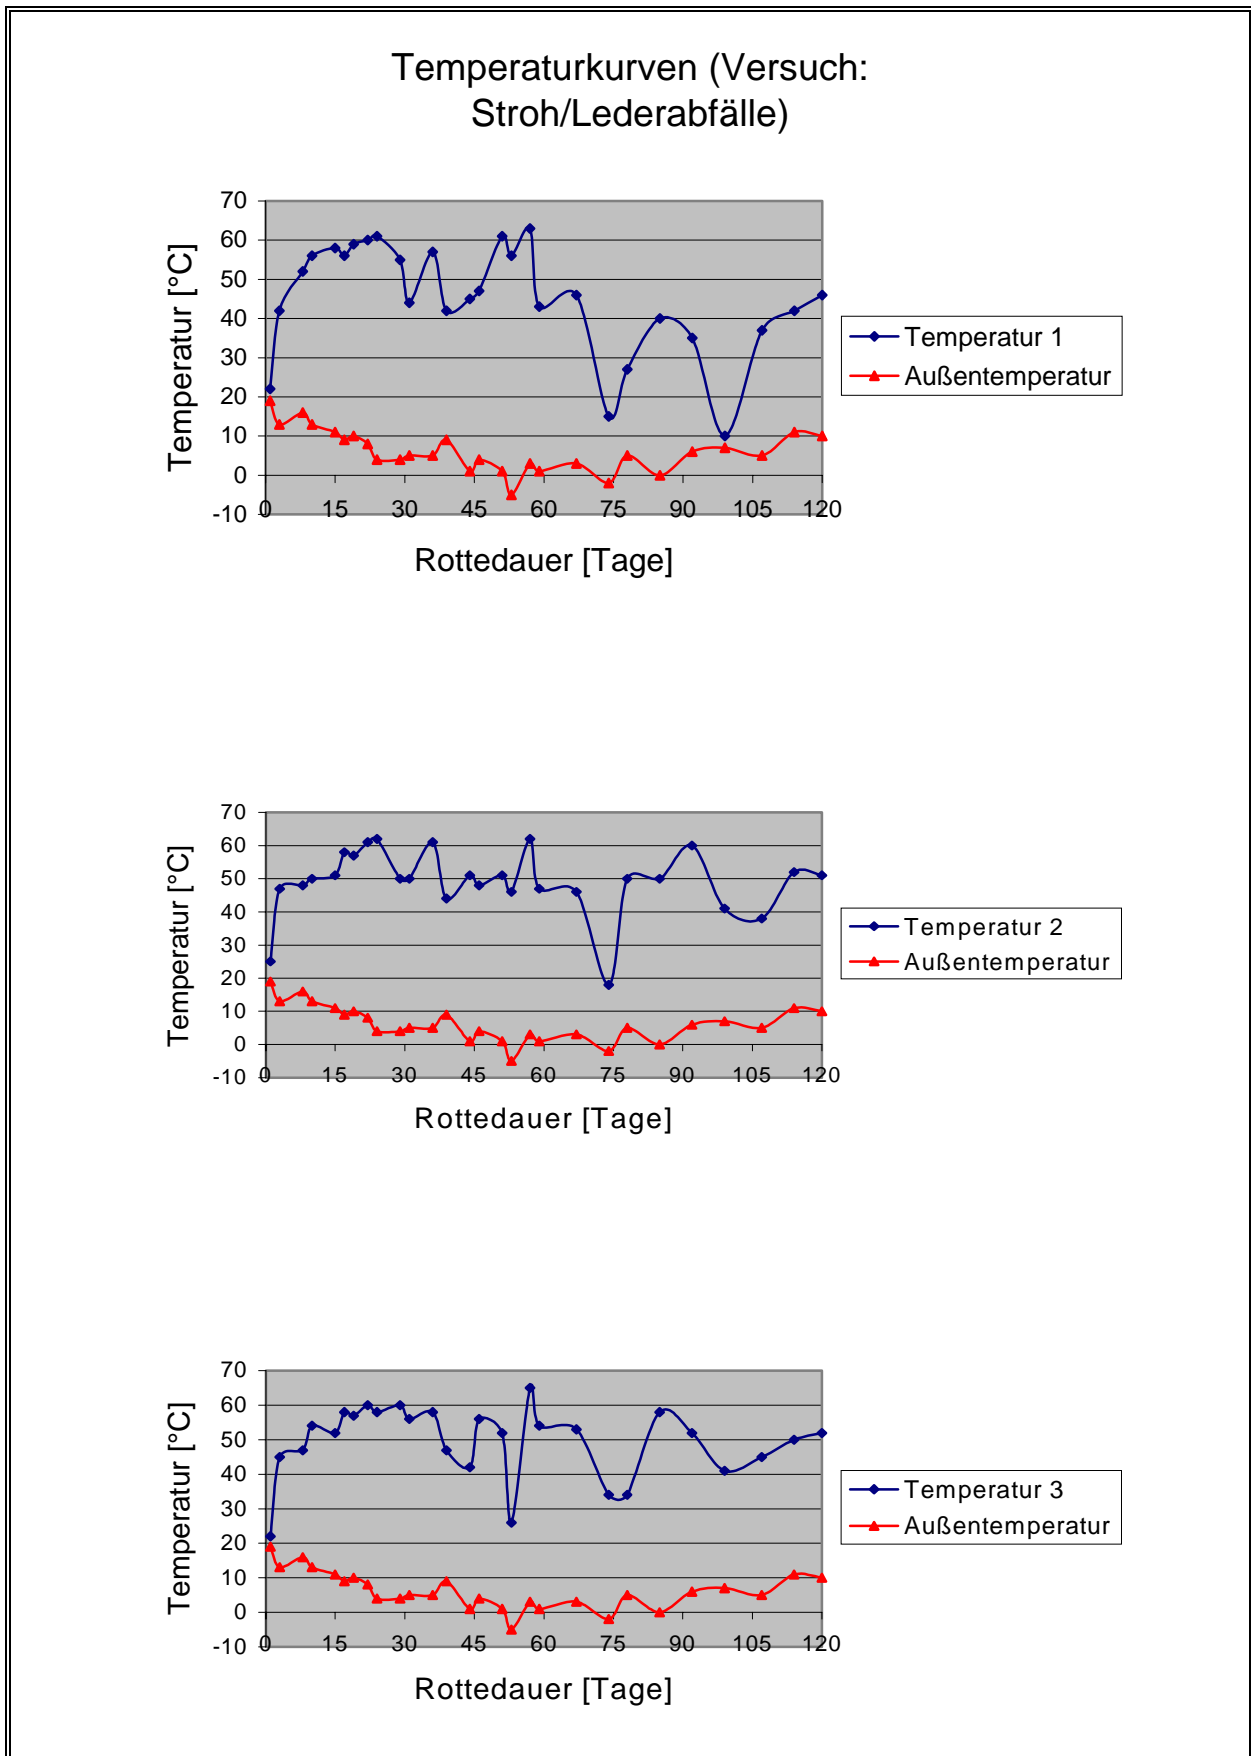 Temperaturkurven (Versuch:
Stroh/Lederabfälle)
70
60
50
40
30
20
10
0
-10
Temperatur [°C]
0 15 30 45 60 75 90 105 120
Rottedauer [Tage]
Temperatur 1
Außentemperatur
70
60
50
40
30
20
10
0
-10
Temperatur [°C]
0 15 30 45 60 75 90 105 120
Rottedauer [Tage]
Temperatur 2
Außentemperatur
70
60
50
40
30
20
10
0
-10
Temperatur [°C]
0 15 30 45 60 75 90 105 120
Rottedauer [Tage]
Temperatur 3
Außentemperatur